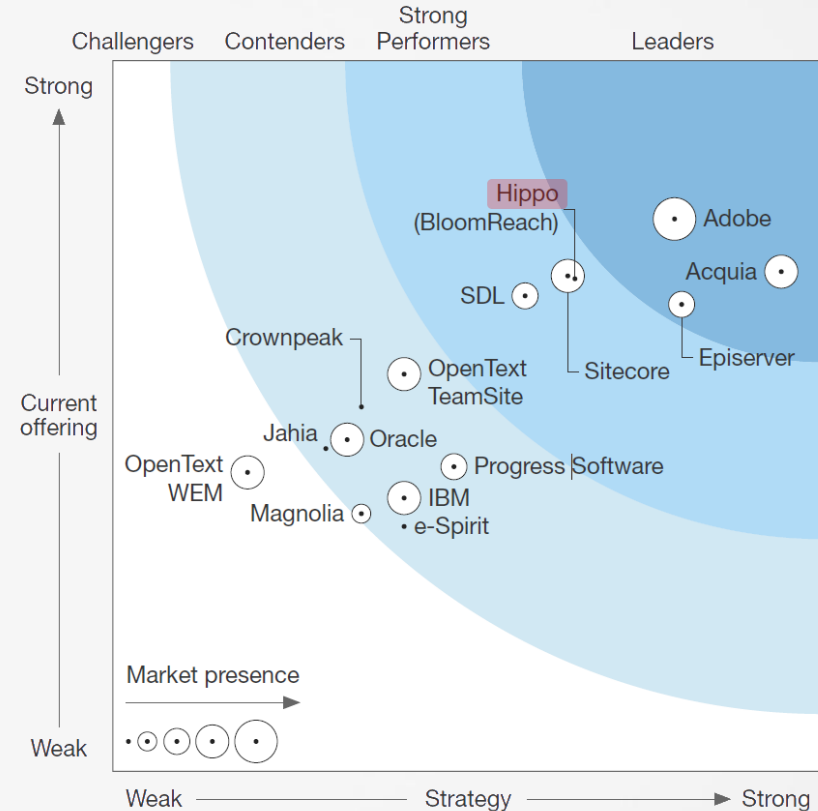 Challengers
Contenders
Strong
Performers
Leaders
Strong
Hippo
(BloomReach)
Adobe
Acquia
SDL
Episerver
Sitecore
Crownpeak
OpenText
TeamSite
Current
offering
Jahia
Oracle
OpenText
WEM
Progress Software
IBM
Magnolia
e-Spirit
Market presence
Weak
Weak
Strategy
Strong